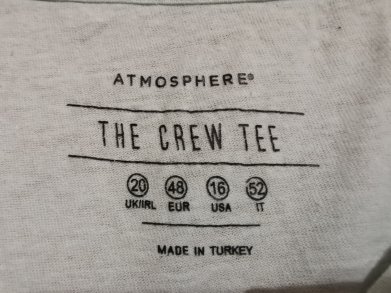 ATMOSPHERE®
THE CREW TEE
20 48 16 52
UK/IRL EUR USA IT
MADE IN TURKEY